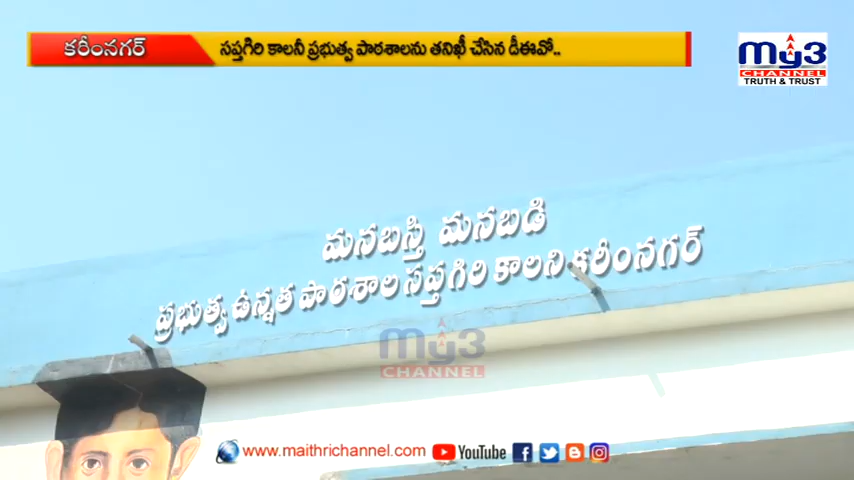 కరీంనగర్
సప్తగిరి కాలనీ ప్రభుత్వ పాఠశాలను తనిఖీ చేసిన డీఈవో..
my3
CHANNEL
TRUTH & TRUST
మనబస్తి మనబడి
ప్రభుత్వ ఉన్నత పాఠశాల సప్తగిరి కాలని కరీంనగర్
my3
CHANNEL
www.maithrichannel.com YouTube